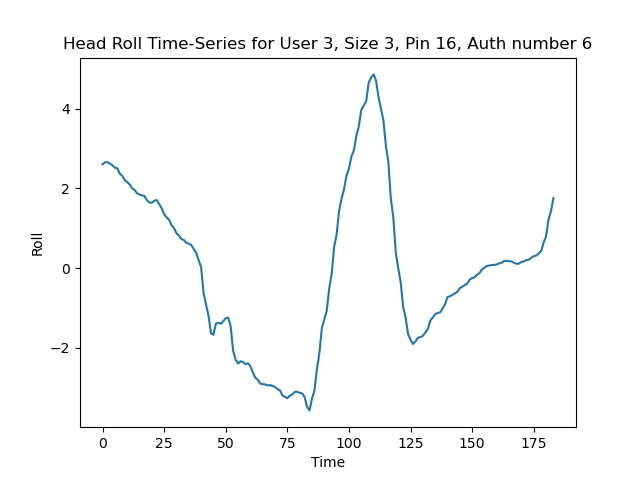 Head Roll Time-Series for User 3, Size 3, Pin 16, Auth number 6
4
2
0
−2
Roll
0 25 50 75 100 125 150 175
Time